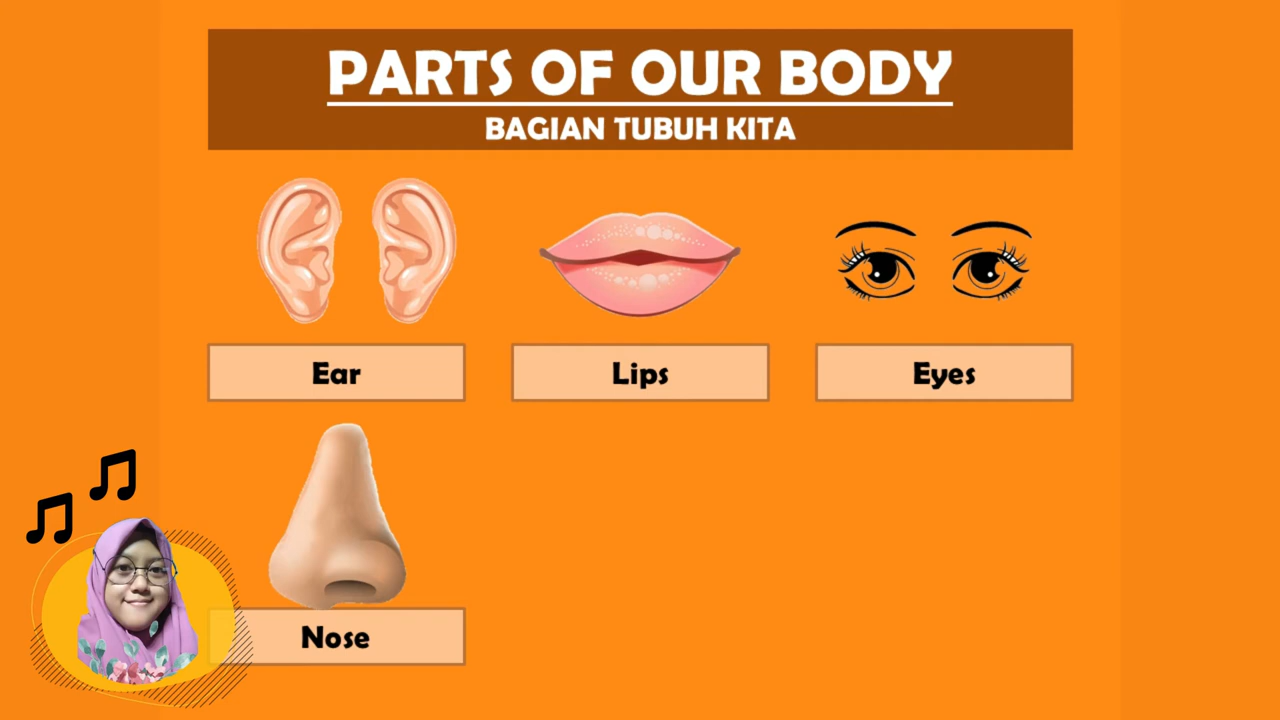 PARTS OF OUR BODY
BAGIAN TUBUH KITA
Ear
Lips
Eyes
Nose